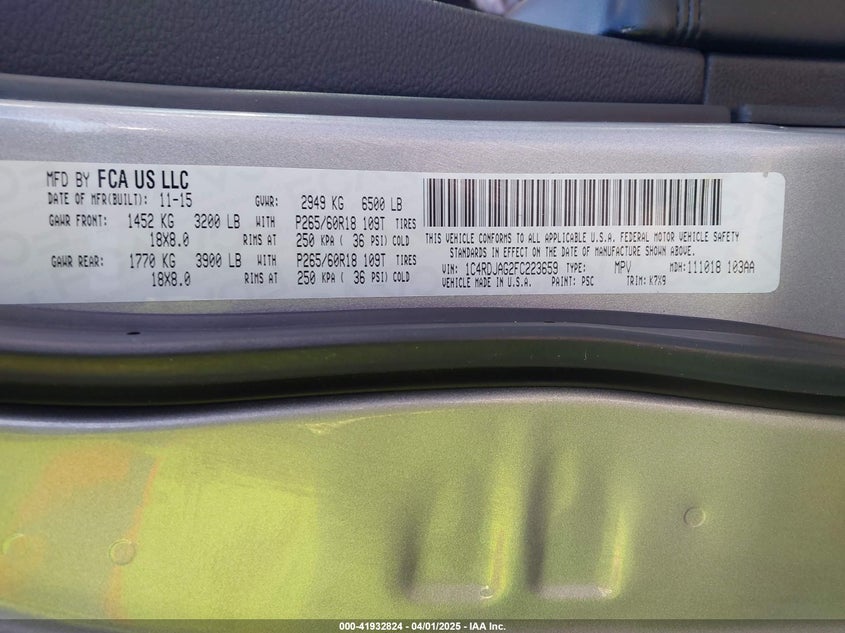 MFD BY FCA US LLC
DATE OF MFR(BUILT): 11-15 GVWR: 2949 KG 6500 LB
GAWR FRONT: 1452 KG 3200 LB WITH P265/60R18 109T TIRES
18X8.0 RIMS AT 250 KPA ( 36 PSI) COLD
GAWR REAR: 1770 KG 3900 LB WITH P265/60R18 109T TIRES
18X8.0 RIMS AT 250 KPA ( 36 PSI) COLD
THIS VEHICLE CONFORMS TO ALL APPLICABLE U.S.A. FEDERAL MOTOR VEHICLE SAFETY
STANDARDS IN EFFECT ON THE DATE OF MANUFACTURE SHOWN ABOVE.
VIN: 1C4RDJAG2FC223659 TYPE: MPV MDH: 111018 103AA
VEHICLE MADE IN U.S.A. PAINT: PSC TRIM: K7X9
000-41932824 | 04/01/2025 - IAA Inc.